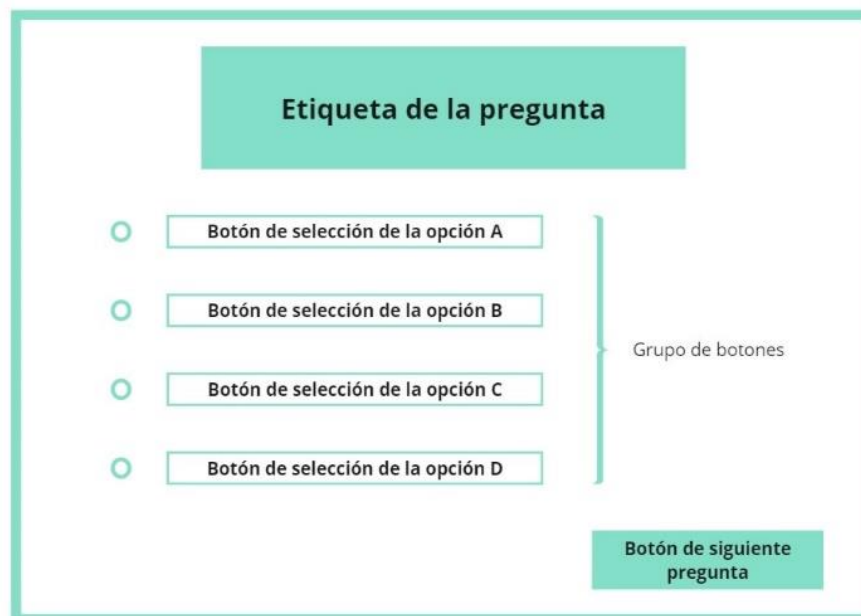 Etiqueta de la pregunta
Botón de selección de la opción A
Botón de selección de la opción B
Grupo de botones
Botón de selección de la opción C
Botón de selección de la opción D
Botón de siguiente
pregunta